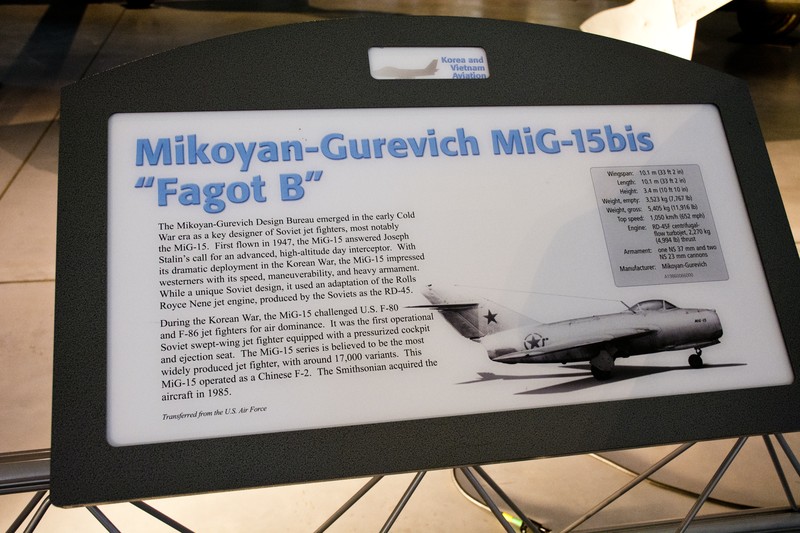 Korea and
Vietnam
Aviation
Mikoyan-Gurevich MiG-15bis
"Fagot B"
The Mikoyan-Gurevich Design Bureau emerged in the early Cold
War era as a key designer of Soviet jet fighters, most notably
the MiG-15. First flown in 1947, the MiG-15 answered Joseph
Stalin's call for an advanced, high-altitude day interceptor. With
its dramatic deployment in the Korean War, the MiG-15 impressed
westerners with its speed, maneuverability, and heavy armament.
While a unique Soviet design, it used an adaptation of the Rolls
Royce Nene jet engine, produced by the Soviets as the RD-45.
During the Korean War, the MiG-15 challenged U.S. F-80
and F-86 jet fighters for air dominance. It was the first operational
Soviet swept-wing jet fighter equipped with a pressurized cockpit
and ejection seat. The MiG-15 series is believed to be the most
widely produced jet fighter, with around 17,000 variants. This
MiG-15 operated as a Chinese F-2. The Smithsonian acquired the
aircraft in 1985.
Transferred from the U.S. Air Force
Wingspan: 10.1 m (33 ft 2 in)
Length: 10.1 m (33 ft 2 in)
Height: 3.4 m (10 ft 10 in)
Weight, empty: 3,523 kg (7,767 lb)
Weight, gross: 5,405 kg (11,916 lb)
Top speed: 1,050 km/h (652 mph)
Engine: RD-45F centrifugal-
flow turbojet, 2,270 kg
(4,994 lb) thrust
Armament: one NS 37 mm and two
NS 23 mm cannons
Manufacturer: Mikoyan-Gurevich